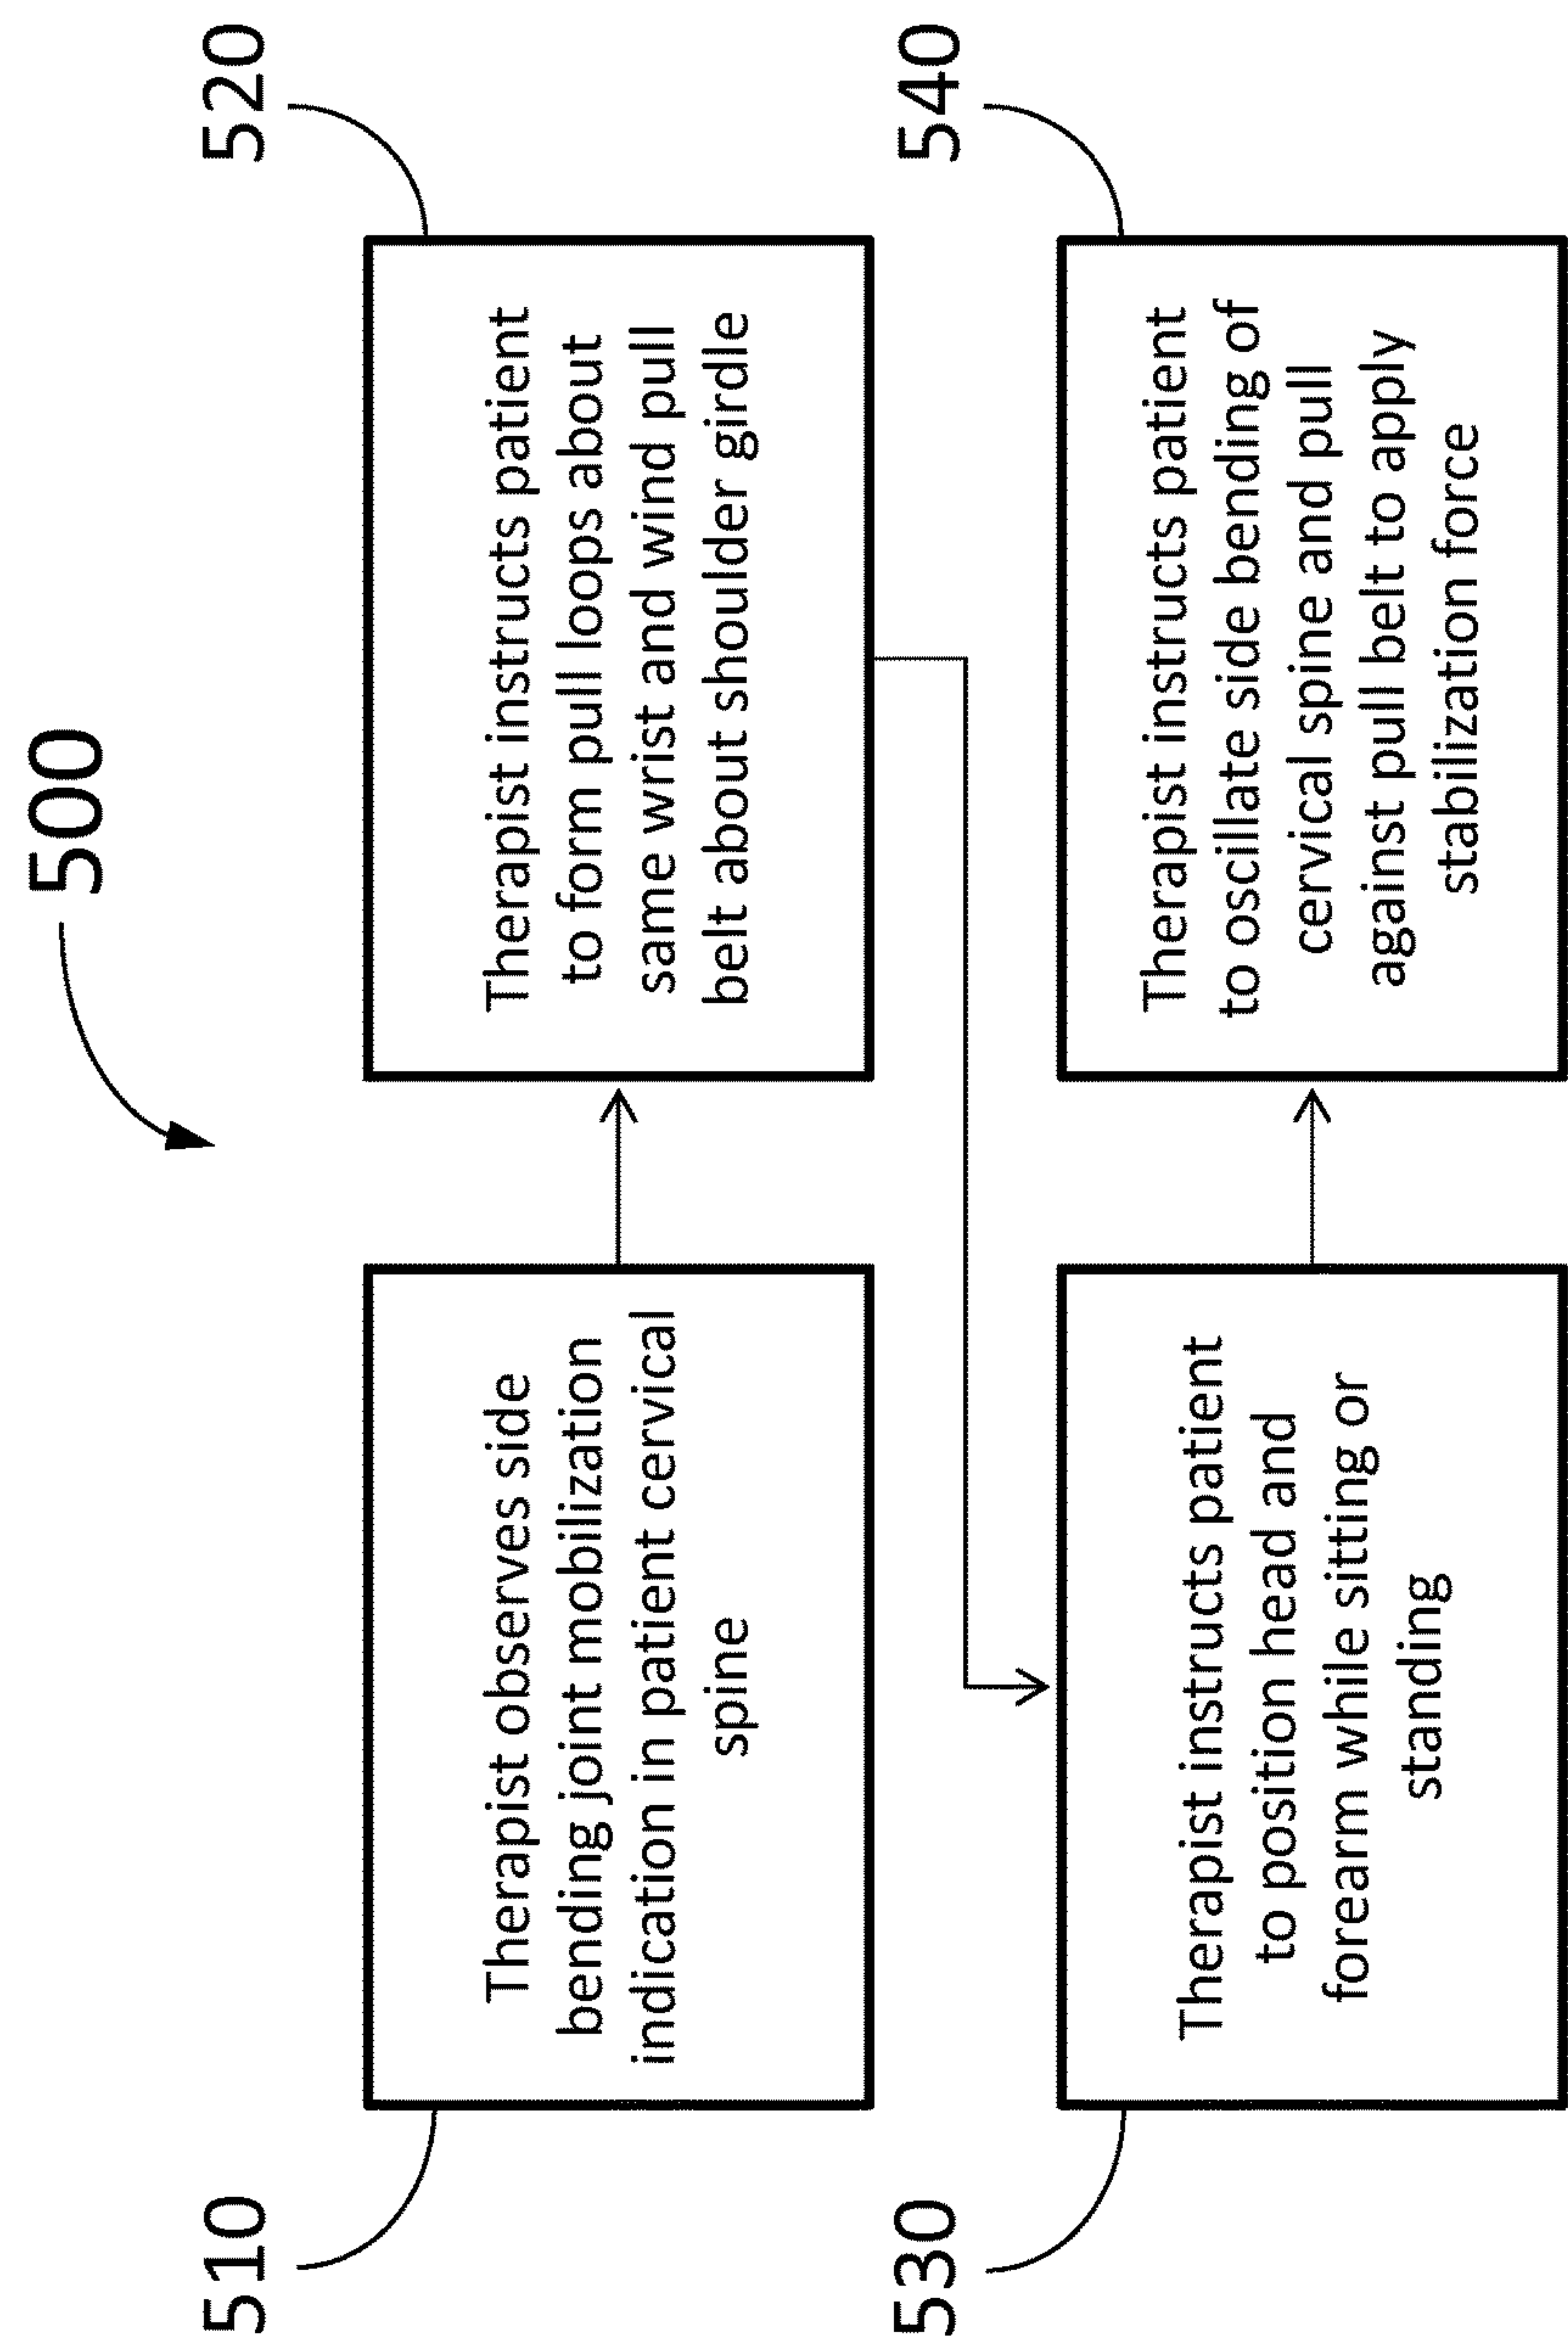 500
510
Therapist observes side
bending joint mobilization
indication in patient cervical
spine
520
Therapist instructs patient
to form pull loops about
same wrist and wind pull
belt about shoulder girdle
530
Therapist instructs patient
to position head and
forearm while sitting or
standing
540
Therapist instructs patient
to oscillate side bending of
cervical spine and pull
against pull belt to apply
stabilization force